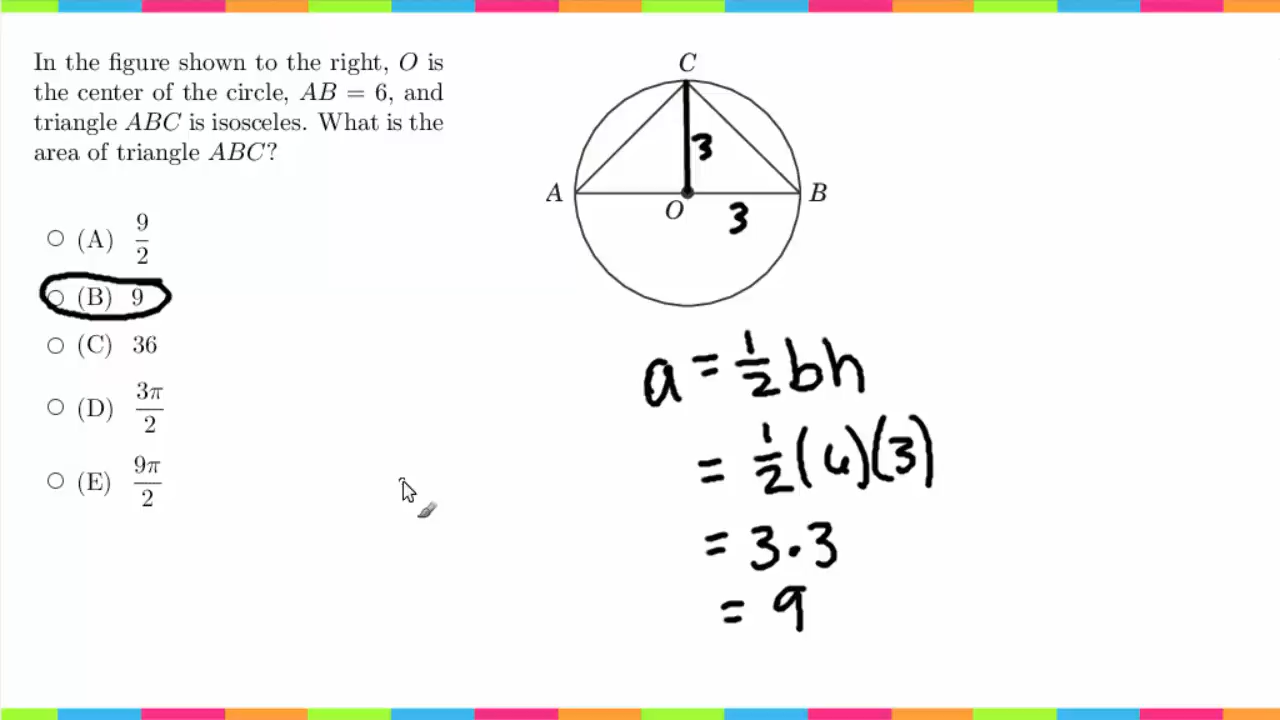 In the figure shown to the right, O is
the center of the circle, AB = 6, and
triangle ABC is isosceles. What is the
area of triangle ABC?
(A) 9/2
(B) 9
(C) 36
(D) 3π/2
(E) 9π/2
C
3
A
O
B
3
a = 1/2 bh
= 1/2 (6)(3)
= 3·3
= 9